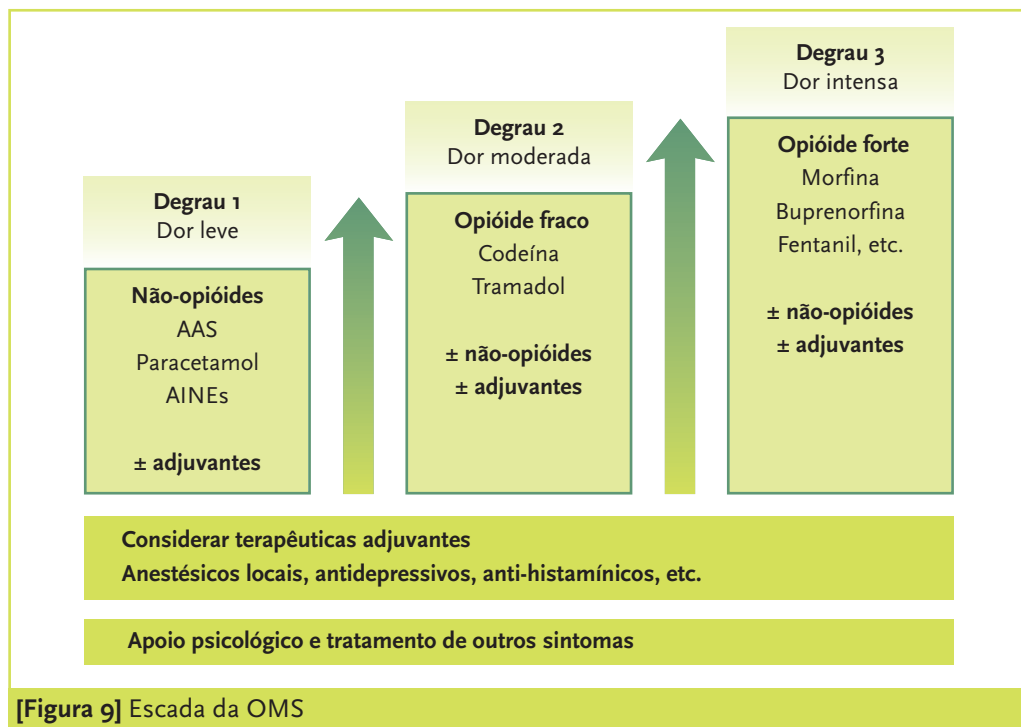 Degrau 1
Dor leve
Não-opióides
AAS
Paracetamol
AINEs
± adjuvantes
Degrau 2
Dor moderada
Opióide fraco
Codeína
Tramadol
± não-opióides
± adjuvantes
Degrau 3
Dor intensa
Opióide forte
Morfina
Buprenorfina
Fentanil, etc.
± não-opióides
± adjuvantes
Considerar terapêuticas adjuvantes
Anestésicos locais, antidepressivos, anti-histamínicos, etc.
Apoio psicológico e tratamento de outros sintomas
[Figura 9] Escada da OMS